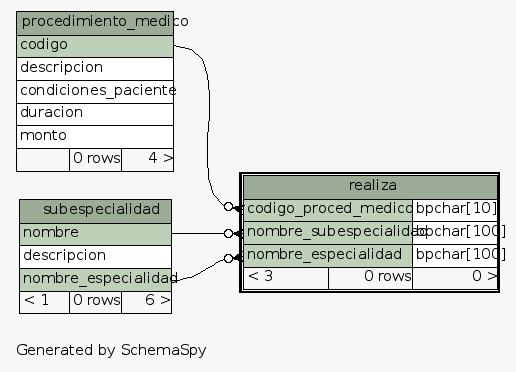 procedimiento_medico
codigo
descripcion
condiciones_paciente
duracion
monto
0 rows 4 >
subespecialidad
nombre
descripcion
nombre_especialidad
< 1 0 rows 6 >
realiza
codigo_proced_medico bpchar[10]
nombre_subespecialidad bpchar[100]
nombre_especialidad bpchar[100]
< 3 0 rows 0 >
Generated by SchemaSpy